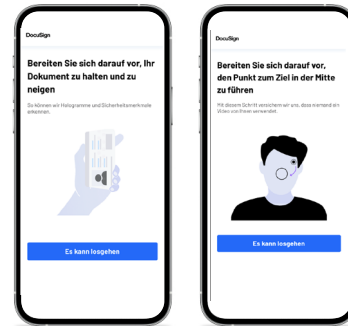 DocuSign
Bereiten Sie sich darauf vor, Ihr
Dokument zu halten und zu
neigen
So können wir Hologramme und Sicherheitsmerkmale
erkennen.
Es kann losgehen
DocuSign
Bereiten Sie sich darauf vor,
den Punkt zum Ziel in der Mitte
zu führen
Mit diesem Schritt versichern wir uns, dass niemand ein
Video von Ihnen verwendet.
Es kann losgehen